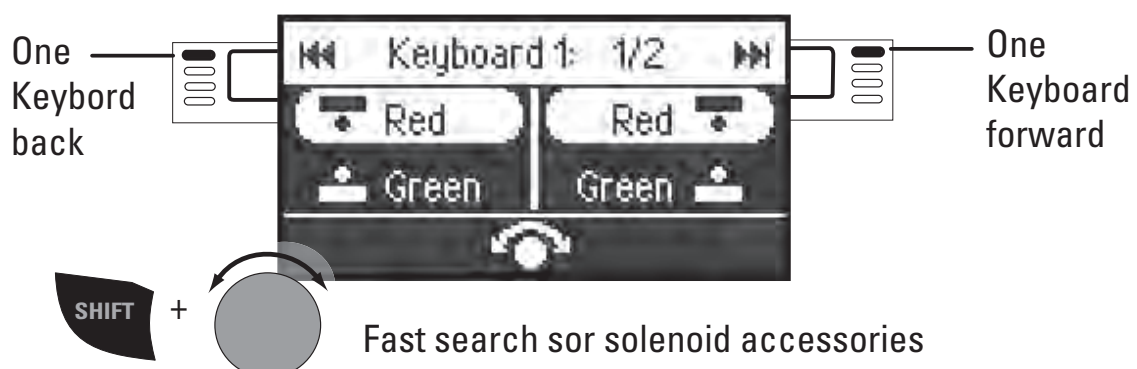 One
Keybord
back
Keyboard 1: 1/2
Red
Red
Green
Green
One
Keyboard
forward
SHIFT
+
Fast search sor solenoid accessories